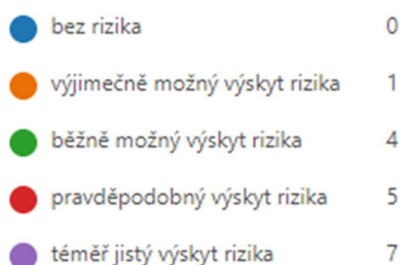 bez rizika 0
výjimečně možný výskyt rizika 1
běžně možný výskyt rizika 4
pravděpodobný výskyt rizika 5
téměř jistý výskyt rizika 7